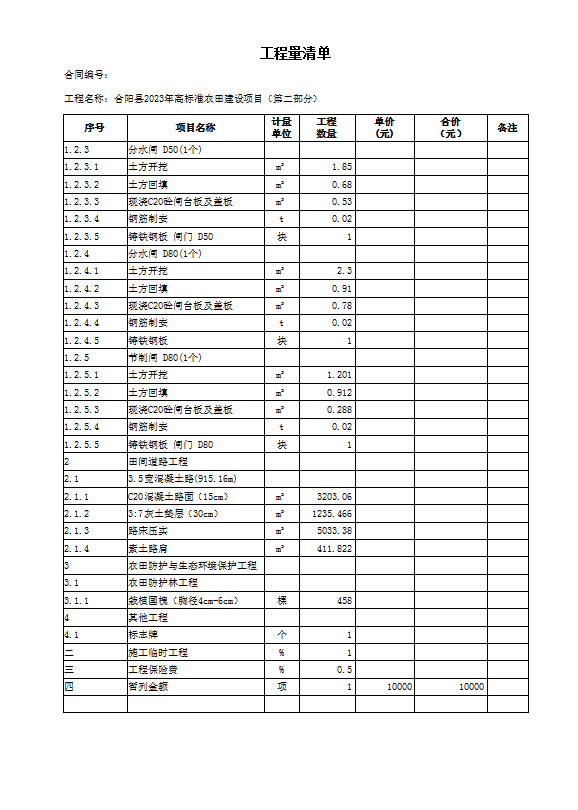 工程量清单
合同编号:
工程名称: 合阳县2023年高标准农田建设项目（第二部分）
序号 项目名称 计量单位 工程数量 单价(元) 合价（元） 备注
1.2.3 分水闸 D50(1个)
1.2.3.1 土方开挖 m³ 1.85
1.2.3.2 土方回填 m³ 0.68
1.2.3.3 现浇C20砼闸台板及盖板 m³ 0.53
1.2.3.4 钢筋制安 t 0.02
1.2.3.5 铸铁钢板 闸门 D50 块 1
1.2.4 分水闸 D80(1个)
1.2.4.1 土方开挖 m³ 2.3
1.2.4.2 土方回填 m³ 0.91
1.2.4.3 现浇C20砼闸台板及盖板 m³ 0.78
1.2.4.4 钢筋制安 t 0.02
1.2.4.5 铸铁钢板 块 1
1.2.5 节制闸 D80(1个)
1.2.5.1 土方开挖 m³ 1.201
1.2.5.2 土方回填 m³ 0.912
1.2.5.3 现浇C20砼闸台板及盖板 m³ 0.288
1.2.5.4 钢筋制安 t 0.02
1.2.5.5 铸铁钢板 闸门 D80 块 1
2 田间道路工程
2.1 3.5宽混凝土路(915.16m)
2.1.1 C20混凝土路面（15cm） 3203.06
2.1.2 3:7灰土垫层（30cm） 1235.466
2.1.3 路床压实 5033.38
2.1.4 素土路肩 411.822
3 农田防护与生态环境保护工程
3.1 农田防护林工程
3.1.1 栽植国槐（胸径4cm-6cm） 棵 458
4 其他工程
4.1 标志牌 个 1
二 施工临时工程 % 1
三 工程保险费 % 0.5
四 暂列金额 项 1 10000 10000